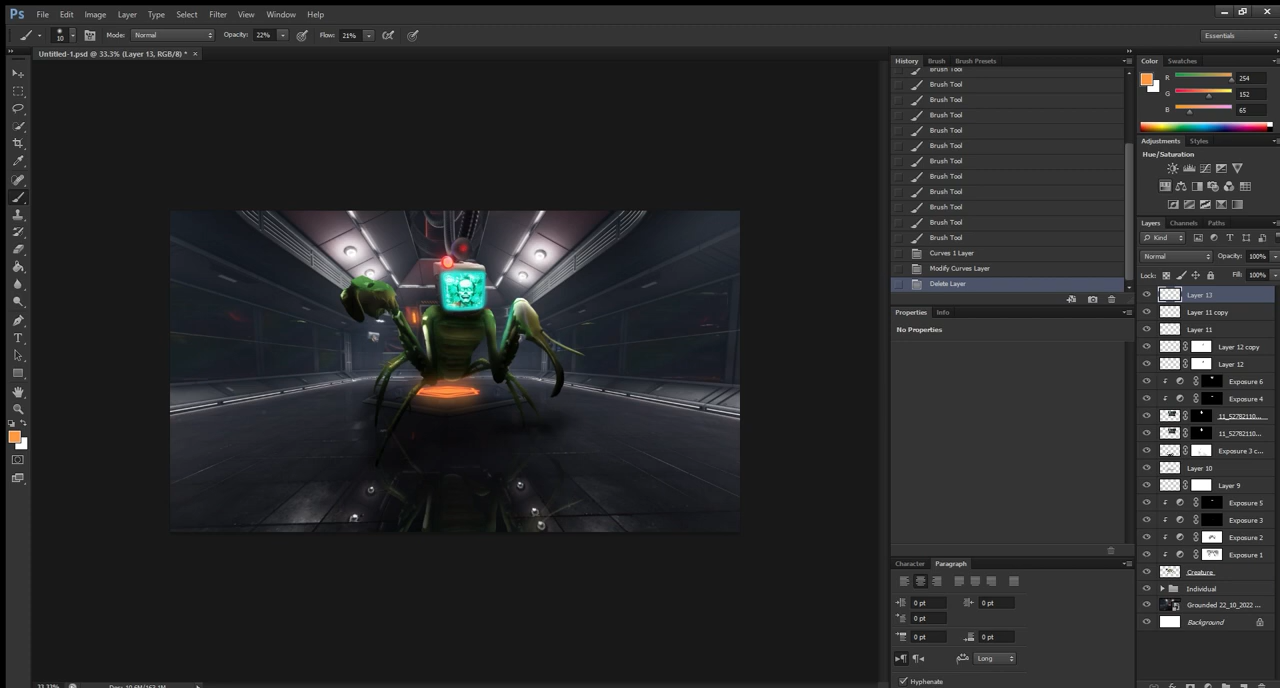 Ps File Edit Image Layer Type Select Filter View Window Help
10 Mode: Normal Opacity: 22% Flow: 21% Essentials
Untitled-1.psd @ 33.3% (Layer 13, RGB/8) * ×
History Brush Brush Presets
Brush Tool
Brush Tool
Brush Tool
Brush Tool
Brush Tool
Brush Tool
Brush Tool
Brush Tool
Brush Tool
Brush Tool
Brush Tool
Brush Tool
Curves 1 Layer
Modify Curves Layer
Delete Layer
Properties Info
No Properties
Character Paragraph
0 pt 0 pt
0 pt
0 pt 0 pt
Long
Hyphenate
Color Swatches
R 254
G 152
B 65
Adjustments Styles
Hue/Saturation
Layers Channels Paths
Kind
Normal Opacity: 100%
Lock: Fill: 100%
Layer 13
Layer 11 copy
Layer 11
Layer 12 copy
Layer 12
Exposure 6
Exposure 4
11_52782110...
11_52782110...
Exposure 3 c...
Layer 10
Layer 9
Exposure 5
Exposure 3
Exposure 2
Exposure 1
Creature
Individual
Grounded 22_10_2022 ...
Background